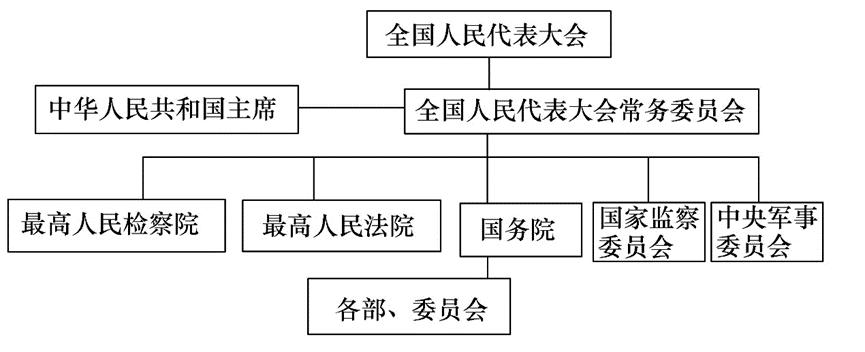 全国人民代表大会
中华人民共和国主席
全国人民代表大会常务委员会
最高人民检察院
最高人民法院
国务院
国家监察
委员会
中央军事
委员会
各部、委员会